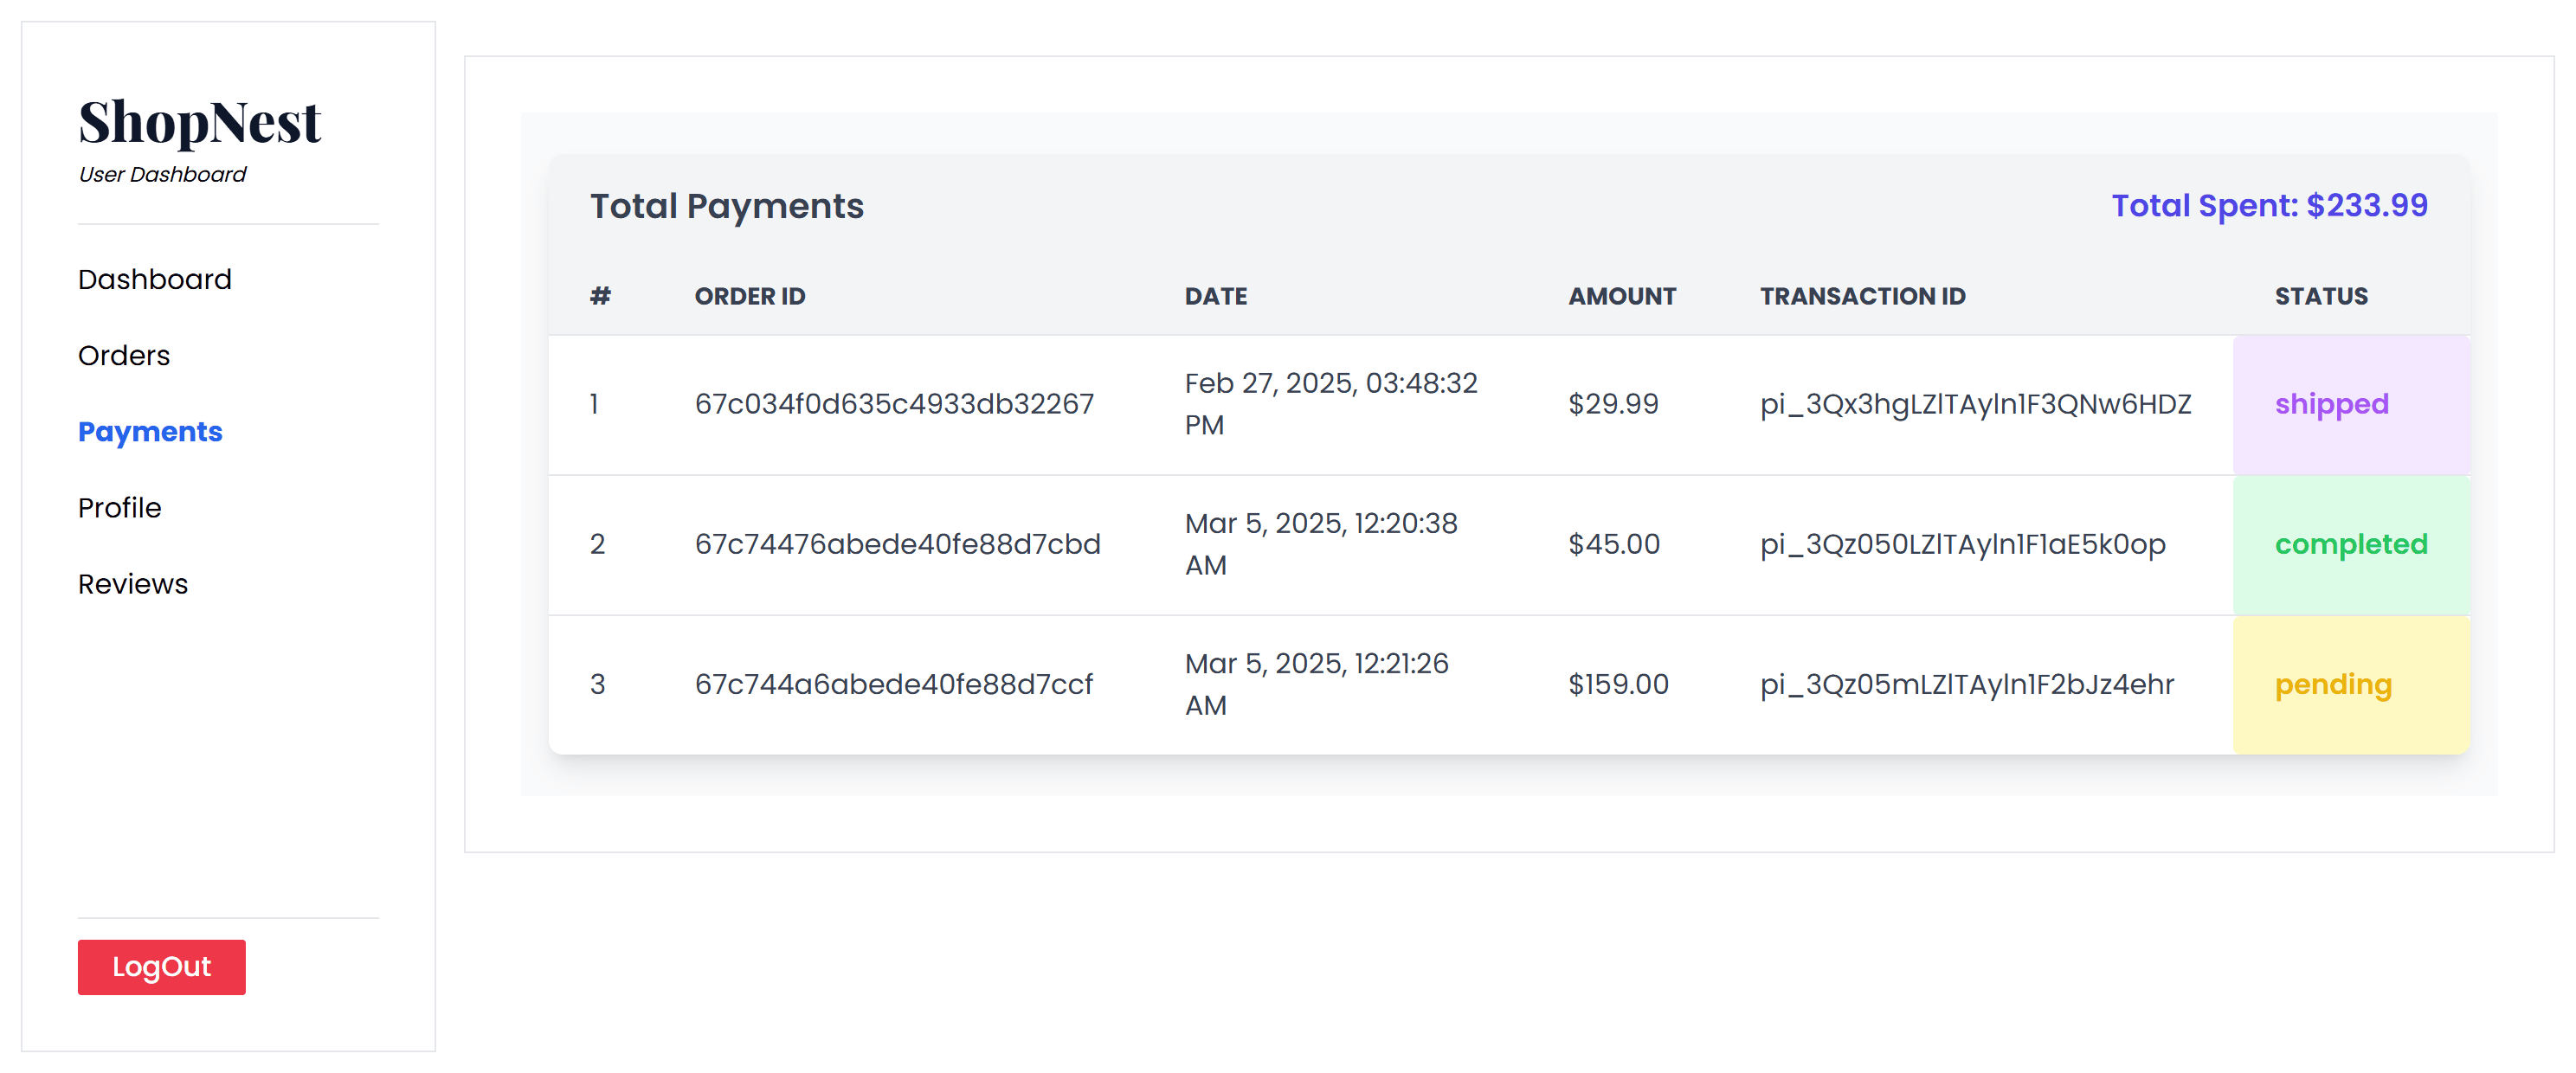 ShopNest
User Dashboard
Dashboard
Orders
Payments
Profile
Reviews
LogOut
Total Payments
Total Spent: $233.99
# ORDER ID DATE AMOUNT TRANSACTION ID STATUS
1 67c034f0d635c4933db32267 Feb 27, 2025, 03:48:32 PM $29.99 pi_3Qx3hgLZlTAyln1F3QNw6HDZ shipped
2 67c74476abede40fe88d7cbd Mar 5, 2025, 12:20:38 AM $45.00 pi_3Qz050LZlTAyln1F1aE5k0op completed
3 67c744a6abede40fe88d7ccf Mar 5, 2025, 12:21:26 AM $159.00 pi_3Qz05mLZlTAyln1F2bJz4ehr pending